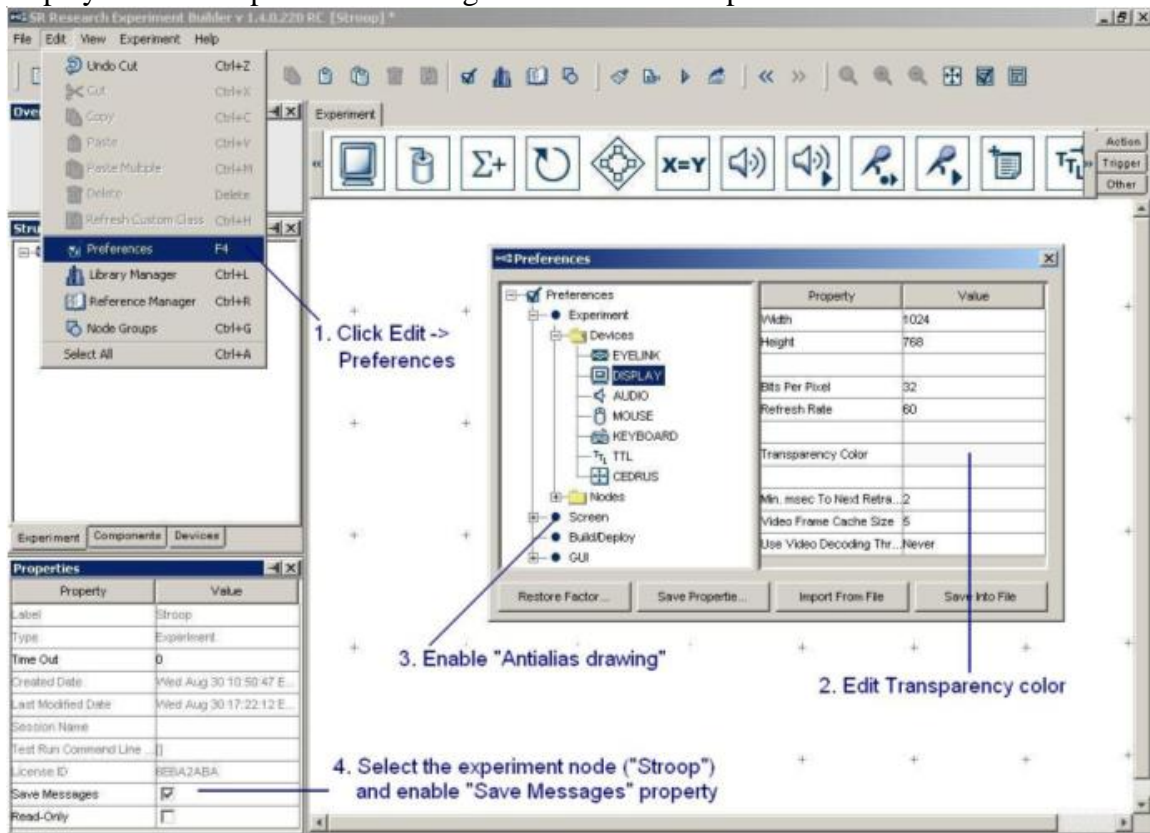 SR Research Experiment Builder v 1.4.0.220 RC [Stroop] *
File Edit View Experiment Help
Undo Cut Ctrl+Z
Cut Ctrl+X
Copy Ctrl+C
Paste Ctrl+V
Paste Multiple Ctrl+M
Delete Delete
Refresh Custom Class Ctrl+H
Preferences F4
Library Manager Ctrl+L
Reference Manager Ctrl+R
Node Groups Ctrl+G
Select All Ctrl+A
Experiment
Σ+ X=Y TTL
Action
Trigger
Other
1. Click Edit ->
Preferences
Preferences
Preferences
Experiment
Devices
EYELINK
DISPLAY
AUDIO
MOUSE
KEYBOARD
TTL TTL
CEDRUS
Nodes
Screen
Build/Deploy
GUI
Property Value
Width 1024
Height 768
Bits Per Pixel 32
Refresh Rate 60
Transparency Color
Min. msec To Next Retra... 2
Video Frame Cache Size 5
Use Video Decoding Thr... Never
Restore Factor... Save Propertie... Import From File Save Into File
3. Enable "Antialias drawing"
2. Edit Transparency color
Experiment Components Devices
Properties
Property Value
Label Stroop
Type Experiment
Time Out 0
Created Date Wed Aug 30 10:50:47 E...
Last Modified Date Wed Aug 30 17:22:12 E...
Session Name
Test Run Command Line ... []
License ID
Save Messages
Read-Only
4. Select the experiment node ("Stroop")
and enable "Save Messages" property